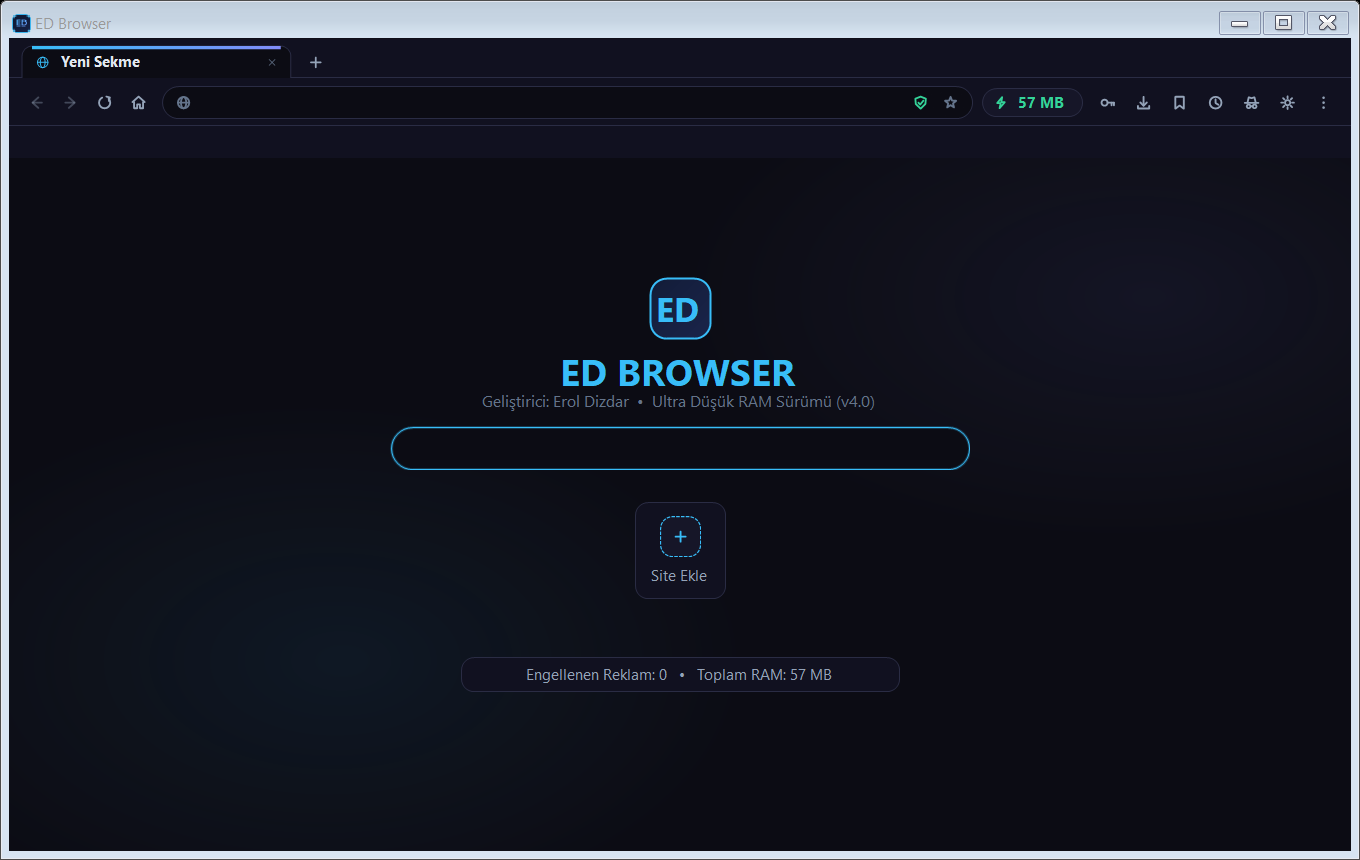 ED ED Browser
Yeni Sekme
57 MB
ED
ED BROWSER
Geliştirici: Erol Dizdar • Ultra Düşük RAM Sürümü (v4.0)
Site Ekle
Engellenen Reklam: 0 • Toplam RAM: 57 MB